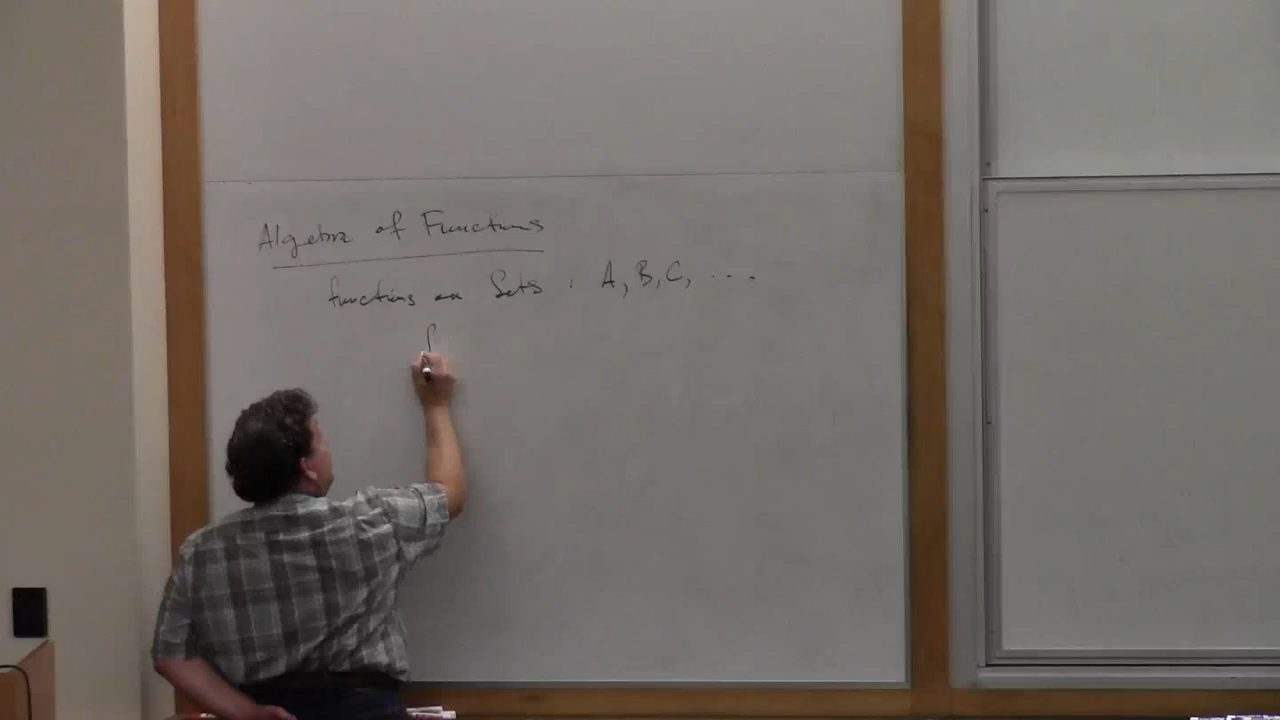 Algebra of Functions
functions on Sets : A, B, C, ...
f